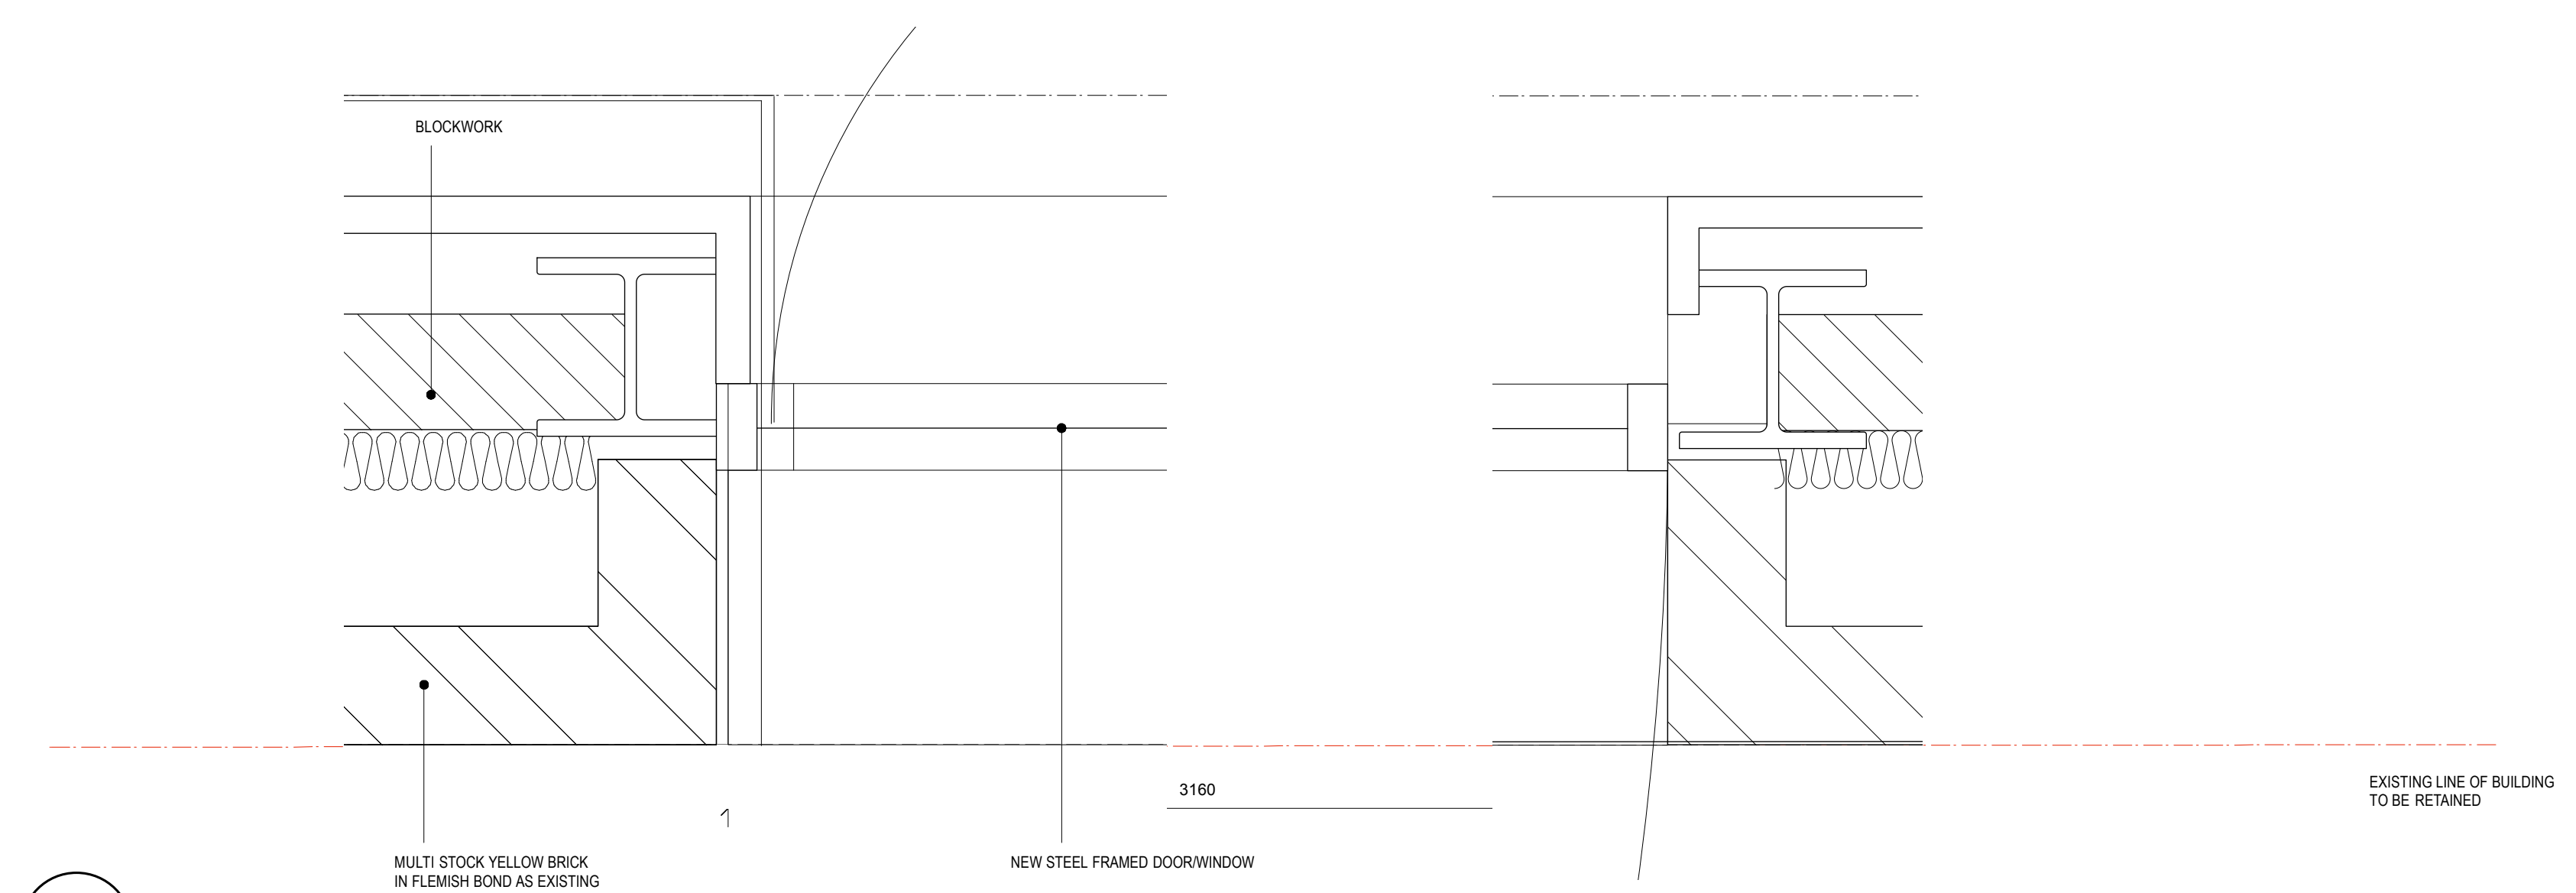 BLOCKWORK
3160
EXISTING LINE OF BUILDING
TO BE RETAINED
MULTI STOCK YELLOW BRICK
IN FLEMISH BOND AS EXISTING
NEW STEEL FRAMED DOOR/WINDOW